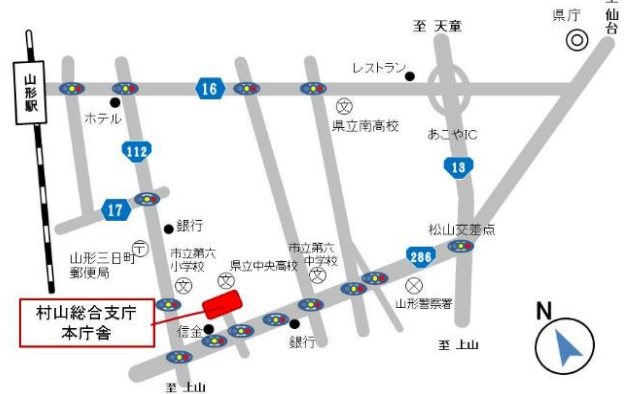 至 仙台
県庁
至 天童
レストラン
山形駅
16
ホテル
文
県立南高校
あこやIC
112
13
17
銀行
松山交差点
山形三日町
郵便局
〒
市立第六
小学校
文
県立中央高校
文
市立第六
中学校
文
286
山形警察署
村山総合支庁
本庁舎
信金
銀行
N
至 上山
至 上山